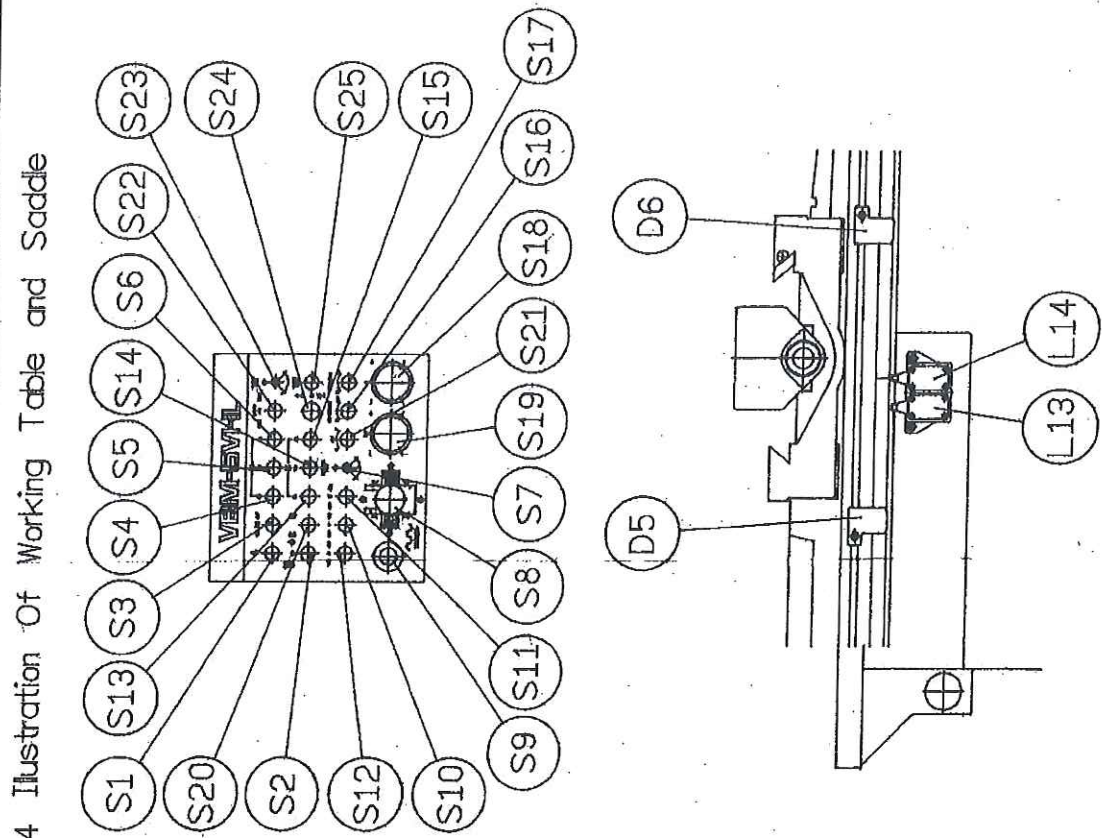 4 Illustration Of Working Table and Saddle
S1
S13
S3
S4
S5
S14
S6
S22
S23
S20
S24
S2
S25
S12
S15
S10
S9
S11
S8
S7
S19
S21
S18
S16
S17
D5
D6
L13
L14